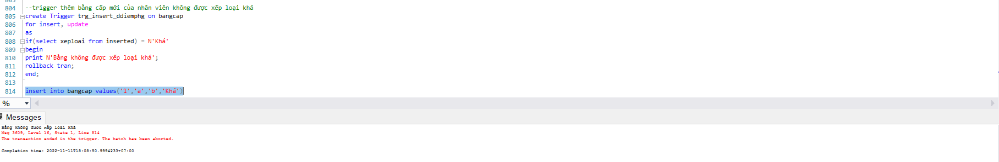 803
804 --trigger thêm bằng cấp mới của nhân viên không được xếp loại khá
805 create Trigger trg_insert_ddiemphg on bangcap
806 for insert, update
807 as
808 if(select xeploai from inserted) = N'Khá'
809 begin
810 print N'Bằng không được xếp loại khá';
811 rollback tran;
812 end;
813
814 insert into bangcap values('1','a','b','Khá')
%
Messages
Bằng không được xếp loại khá
Msg 3609, Level 16, State 1, Line 814
The transaction ended in the trigger. The batch has been aborted.
Completion time: 2022-11-11T18:08:50.9994233+07:00